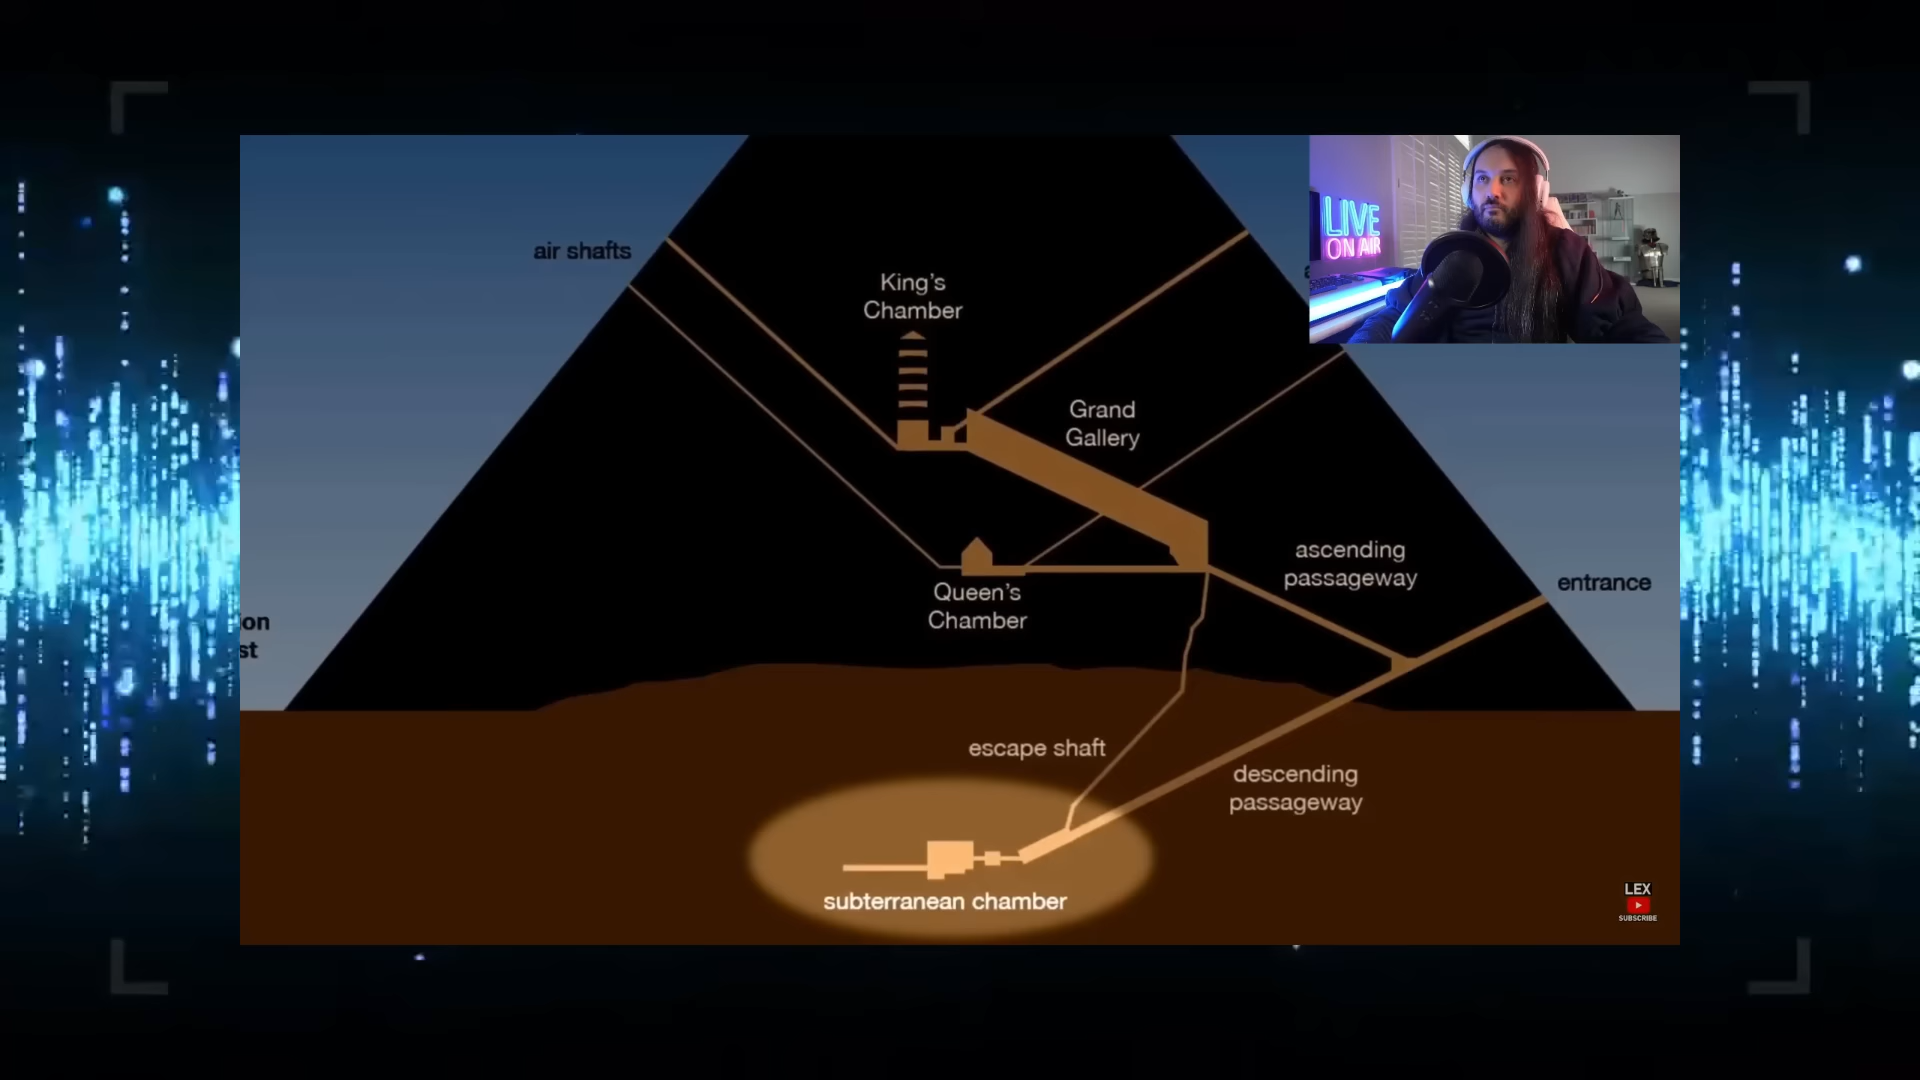 air shafts
King's
Chamber
Grand
Gallery
LIVE
ON AIR
ascending
passageway
entrance
Queen's
Chamber
ion
st
escape shaft
descending
passageway
subterranean chamber
LEX
SUBSCRIBE